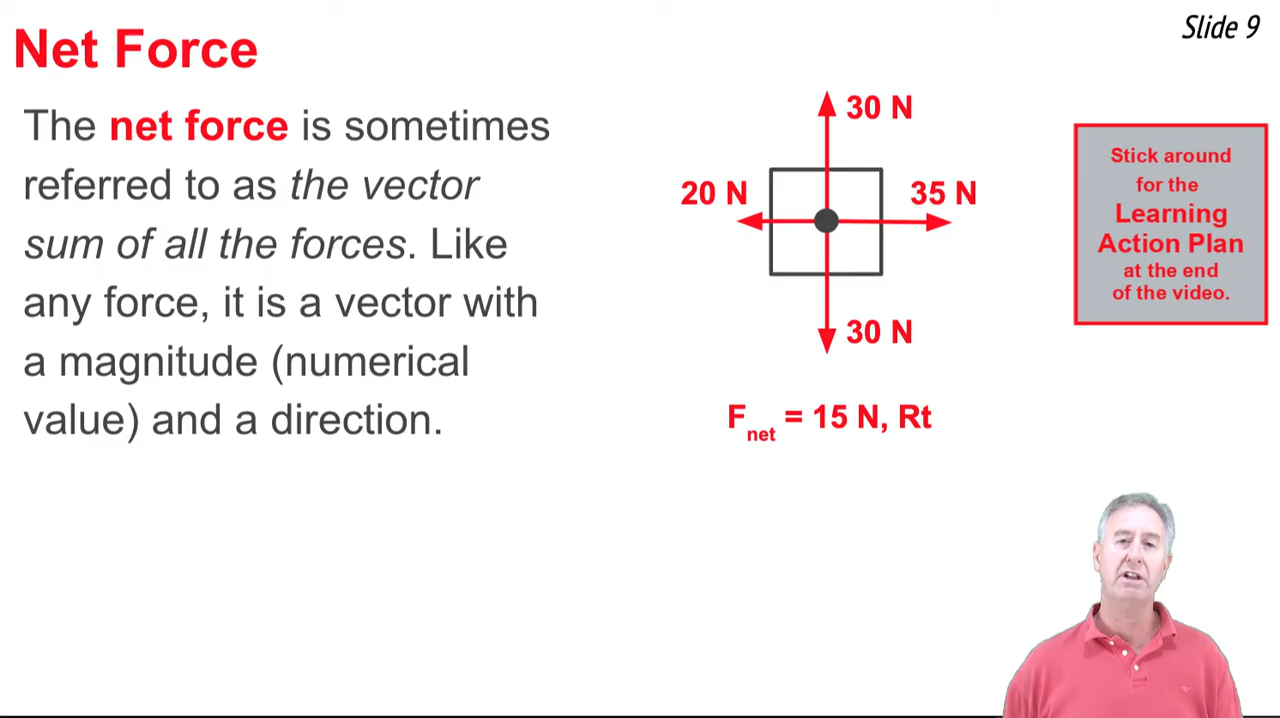 Slide 9
Net Force
The net force is sometimes
referred to as the vector
sum of all the forces. Like
any force, it is a vector with
a magnitude (numerical
value) and a direction.
30 N
20 N
35 N
30 N
Fnet = 15 N, Rt
Stick around
for the
Learning
Action Plan
at the end
of the video.